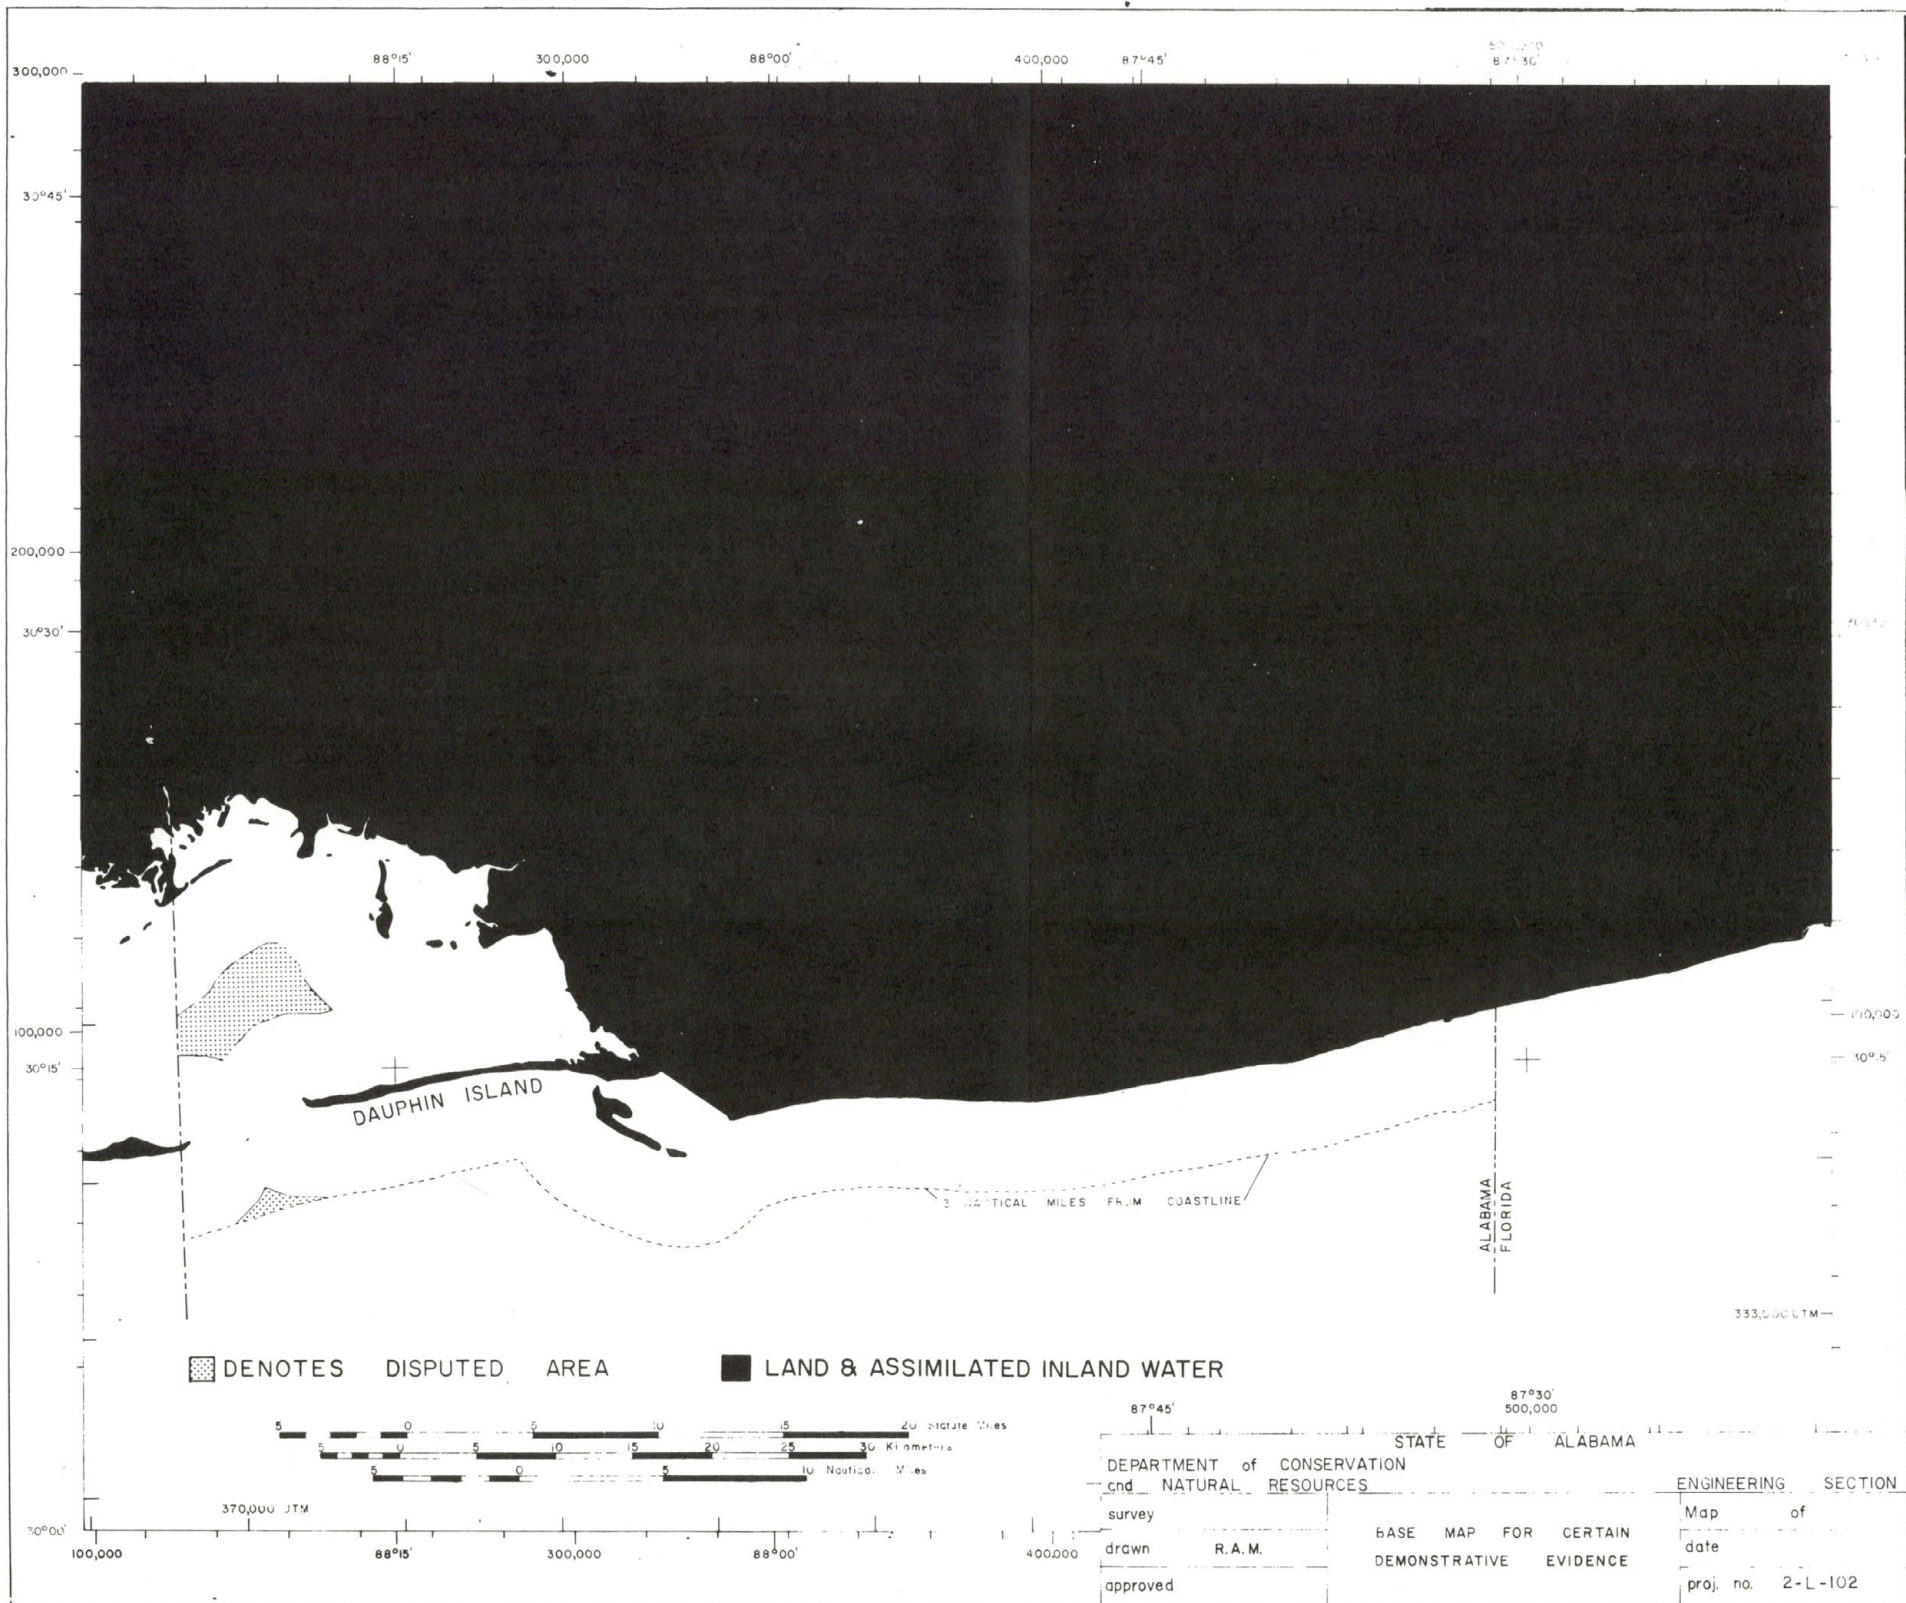 88°15' 300,000 88°00' 400,000 87°45'
87°30'
300,000
30°45'
200,000
30°30'
100,000
30°15'
100,000
DAUPHIN ISLAND
MILES FROM COASTLINE
ALABAMA
FLORIDA
DENOTES DISPUTED AREA
LAND & ASSIMILATED INLAND WATER
5 0 5 10 15 20 Statute Miles
5 0 5 10 15 20 25 30 Kilometers
5 0 5 10 Nautical Miles
370,000 UTM
30°00'
100,000 88°15' 300,000 88°00' 400,000
87°45'
87°30'
500,000
STATE OF ALABAMA
DEPARTMENT of CONSERVATION
and NATURAL RESOURCES
ENGINEERING SECTION
survey
drawn R.A.M.
approved
BASE MAP FOR CERTAIN
DEMONSTRATIVE EVIDENCE
Map of
date
proj. no. 2-L-102